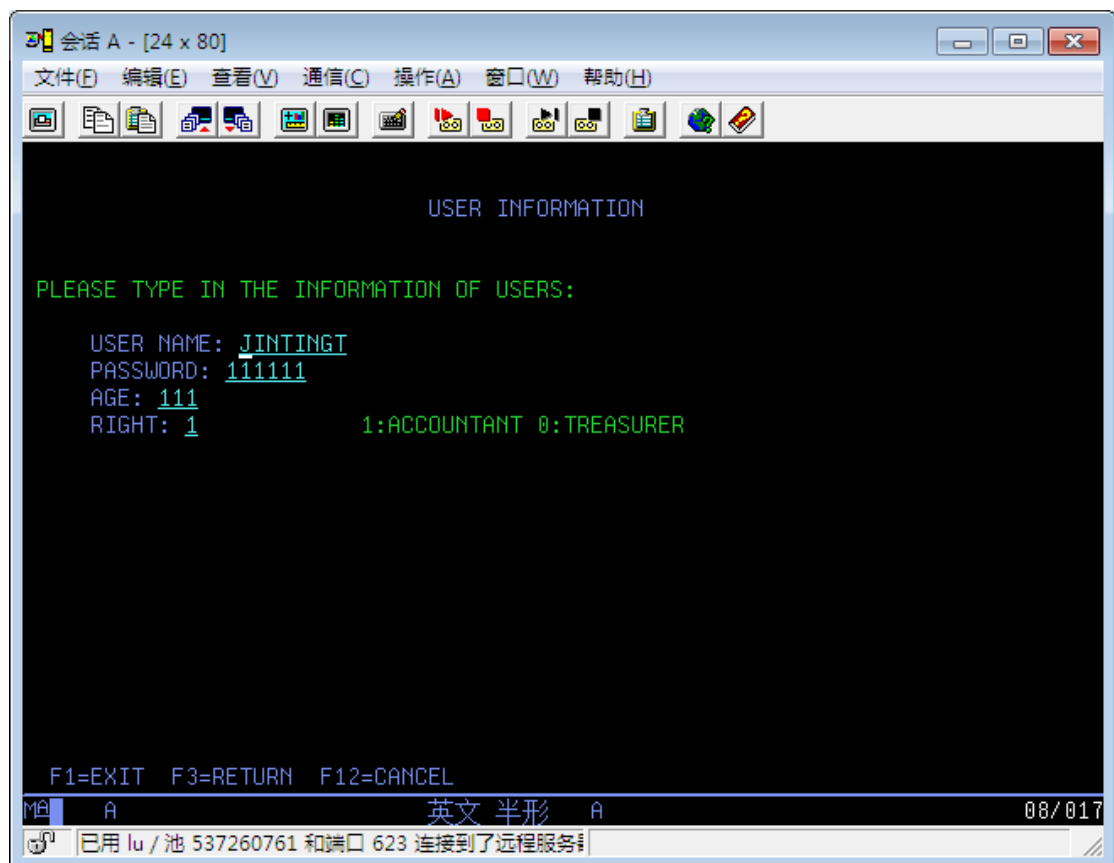 会话 A - [24 x 80]
文件(F) 编辑(E) 查看(V) 通信(C) 操作(A) 窗口(W) 帮助(H)
USER INFORMATION
PLEASE TYPE IN THE INFORMATION OF USERS:
USER NAME: JINTINGT
PASSWORD: 111111
AGE: 111
RIGHT: 1 1:ACCOUNTANT 0:TREASURER
F1=EXIT F3=RETURN F12=CANCEL
MA A 英文 半形 A 08/017
已用 lu / 池 537260761 和端口 623 连接到了远程服务